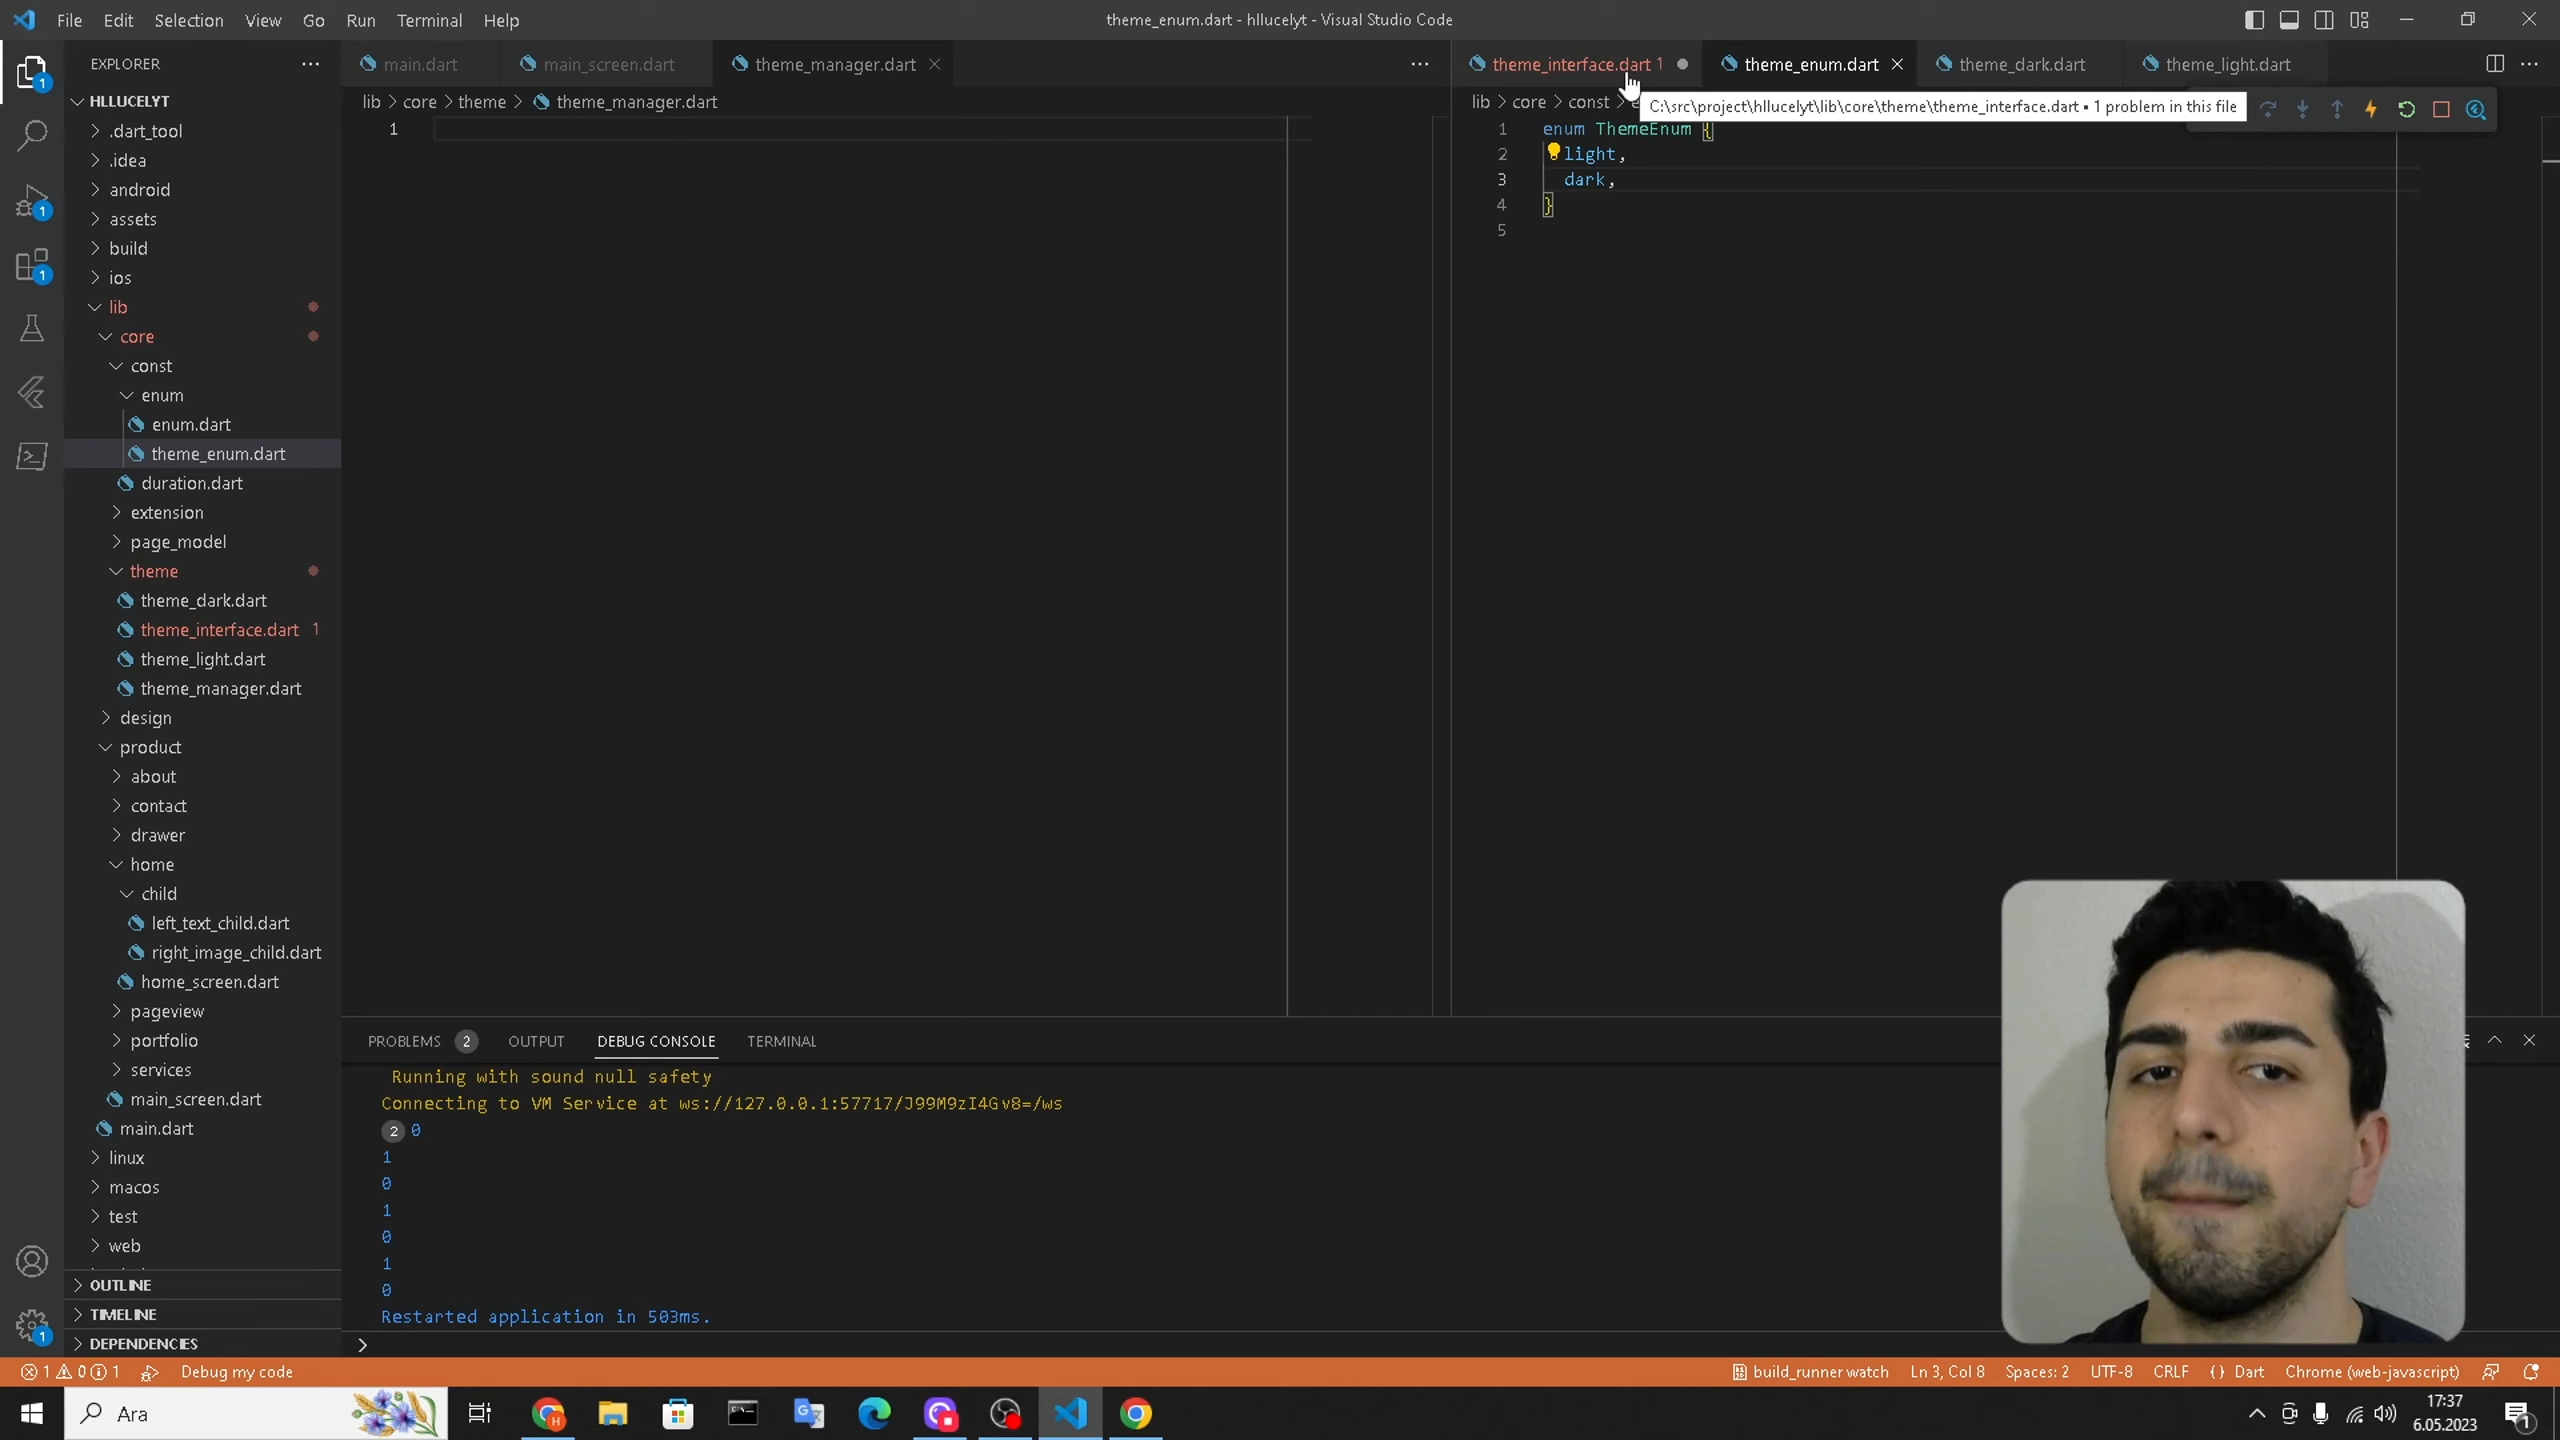 File Edit Selection View Go Run Terminal Help
theme_enum.dart - hllucelyt - Visual Studio Code
EXPLORER
main.dart
main_screen.dart
theme_manager.dart
theme_interface.dart 1
theme_enum.dart
theme_dark.dart
theme_light.dart
HLLUCELYT
.dart_tool
.idea
android
assets
build
ios
lib
core
const
enum
enum.dart
theme_enum.dart
duration.dart
extension
page_model
theme
theme_dark.dart
theme_interface.dart 1
theme_light.dart
theme_manager.dart
design
product
about
contact
drawer
home
child
left_text_child.dart
right_image_child.dart
home_screen.dart
pageview
portfolio
services
main_screen.dart
main.dart
linux
macos
test
web
OUTLINE
TIMELINE
DEPENDENCIES
lib > core > theme > theme_manager.dart
1
lib > core > const > e
C:\src\project\hllucelyt\lib\core\theme\theme_interface.dart • 1 problem in this file
1 enum ThemeEnum {
2 light,
3 dark,
4 }
5
PROBLEMS 2 OUTPUT DEBUG CONSOLE TERMINAL
Running with sound null safety
Connecting to VM Service at ws://127.0.0.1:57717/J99M9zI4Gv8=/ws
2 0
1
0
1
0
1
0
Restarted application in 503ms.
>
1 0 1 Debug my code
build_runner watch Ln 3, Col 8 Spaces: 2 UTF-8 CRLF {} Dart Chrome (web-javascript)
Ara
17:37
6.05.2023
1